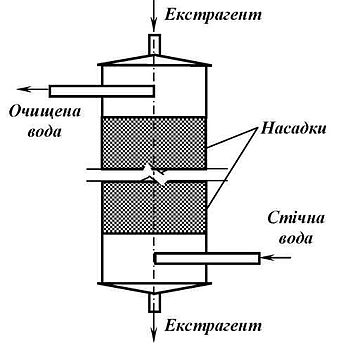 Екстрагент
Очищена
вода
Насадки
Стічна
вода
Екстрагент